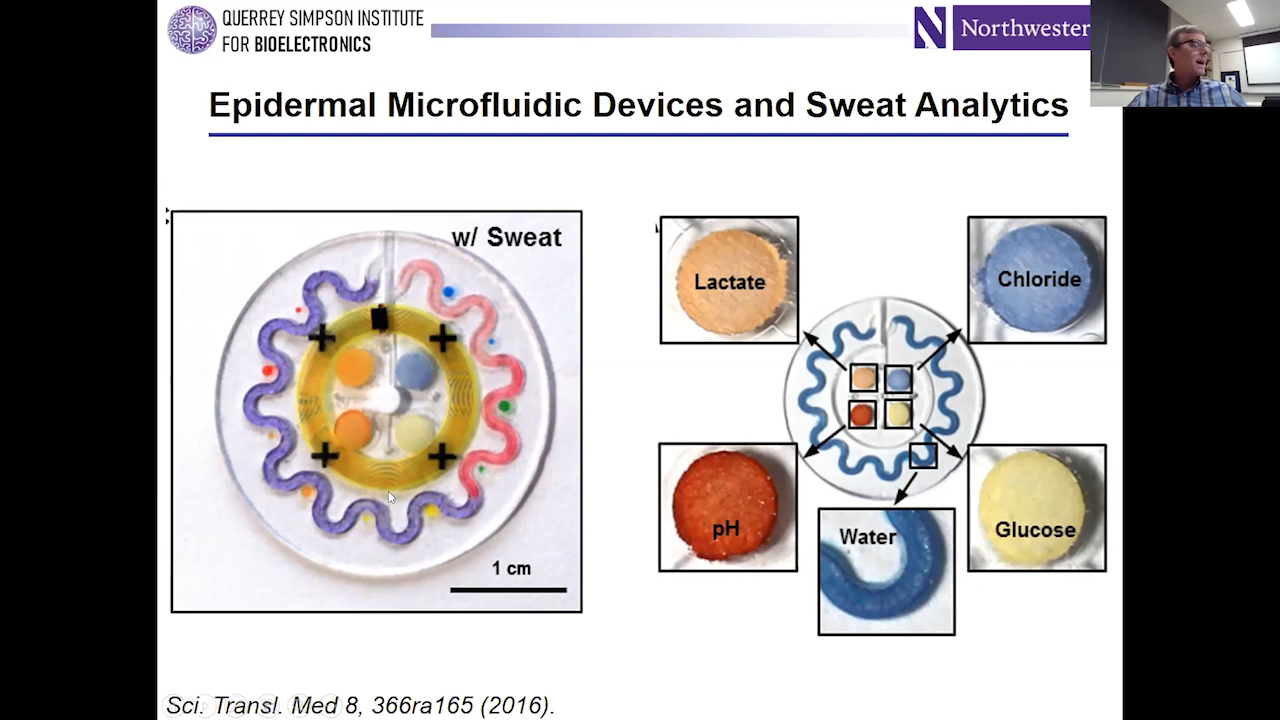 QUERREY SIMPSON INSTITUTE
FOR BIOELECTRONICS
N Northwester
Epidermal Microfluidic Devices and Sweat Analytics
w/ Sweat
1 cm
Lactate
Chloride
pH
Water
Glucose
Sci. Transl. Med 8, 366ra165 (2016).